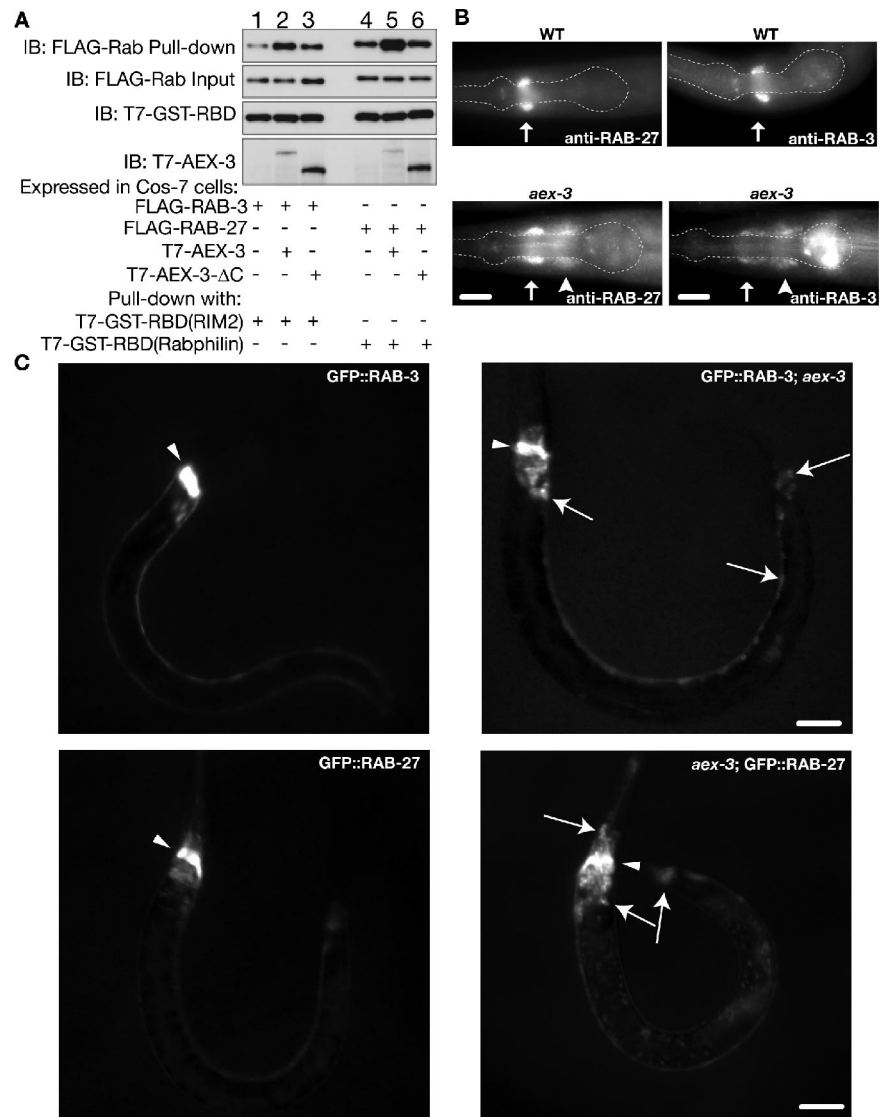 A
1 2 3 4 5 6
IB: FLAG-Rab Pull-down
IB: FLAG-Rab Input
IB: T7-GST-RBD
IB: T7-AEX-3
Expressed in Cos-7 cells:
FLAG-RAB-3 + + + - - -
FLAG-RAB-27 - - - + + +
T7-AEX-3 - + - - + -
T7-AEX-3-ΔC - - + - - +
Pull-down with:
T7-GST-RBD(RIM2) + + + - - -
T7-GST-RBD(Rabphilin) - - - + + +
B
WT WT
anti-RAB-27 anti-RAB-3
aex-3 aex-3
anti-RAB-27 anti-RAB-3
C
GFP::RAB-3 GFP::RAB-3; aex-3
GFP::RAB-27 aex-3; GFP::RAB-27